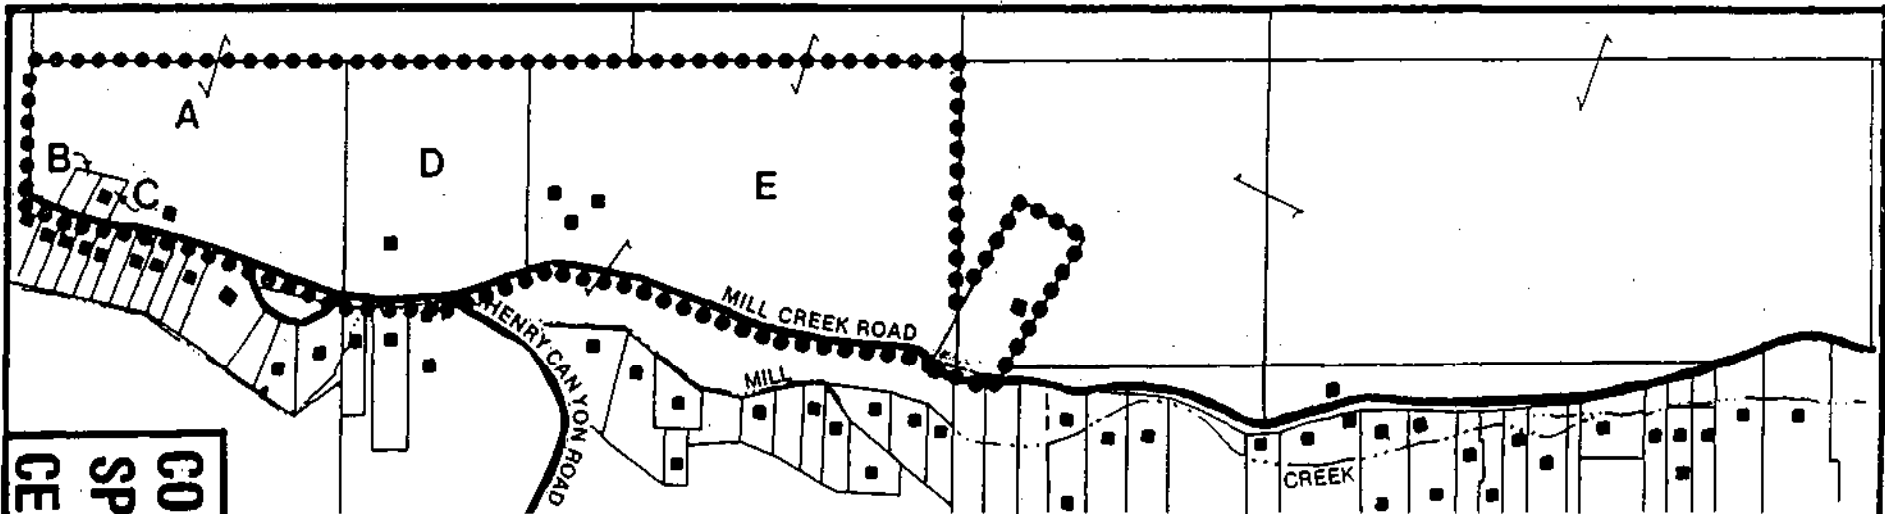 A
B
C
D
E
MILL CREEK ROAD
HENRY CANYON ROAD
MILL
CREEK
CO
SP
CE